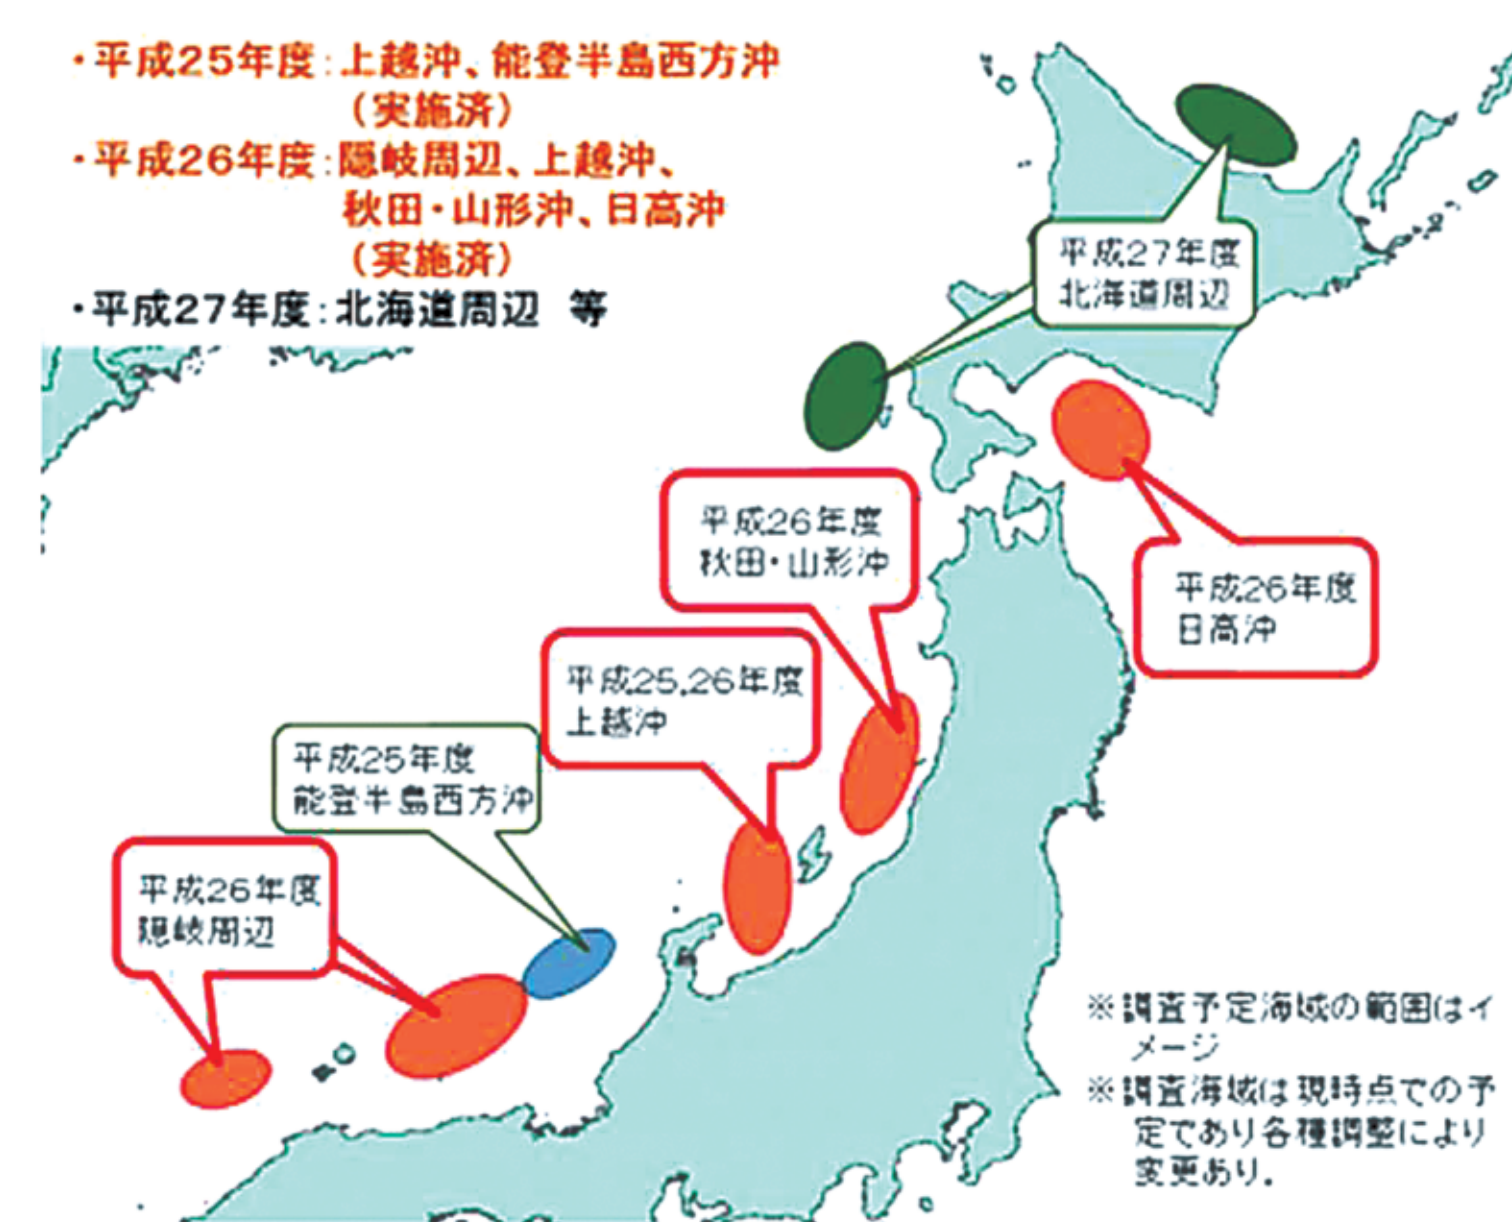 ・平成25年度:上越沖、能登半島西方沖
(実施済)
・平成26年度:隠岐周辺、上越沖、
秋田・山形沖、日高沖
(実施済)
・平成27年度:北海道周辺 等
平成27年度
北海道周辺
平成26年度
秋田・山形沖
平成26年度
日高沖
平成25,26年度
上越沖
平成25年度
能登半島西方沖
平成26年度
隠岐周辺
※調査予定海域の範囲はイ
メージ
※調査海域は現時点での予
定であり各種調整により
変更あり.